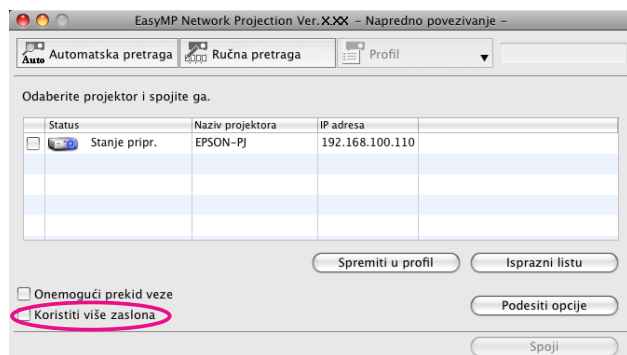 EasyMP Network Projection Ver.X.XX – Napredno povezivanje –
Auto Automatska pretraga Ručna pretraga Profil
Odaberite projektor i spojite ga.
Status Naziv projektora IP adresa
Stanje pripr. EPSON-PJ 192.168.100.110
Spremiti u profil Isprazni listu
Onemogući prekid veze
Koristiti više zaslona
Podesiti opcije
Spoji